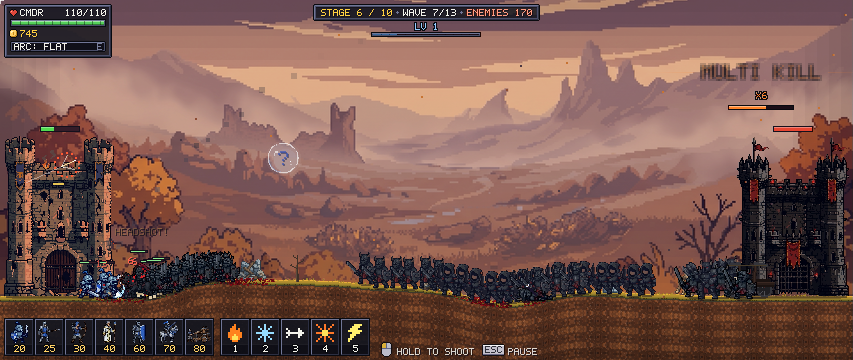 CMDR 110/110
745
ARC: FLAT E
STAGE 6 / 10 • WAVE 7/13 • ENEMIES 170
LV 1
MULTI KILL
X6
?
HEADSHOT!
20 25 30 40 60 70 80 1 2 3 4 5
HOLD TO SHOOT ESC PAUSE